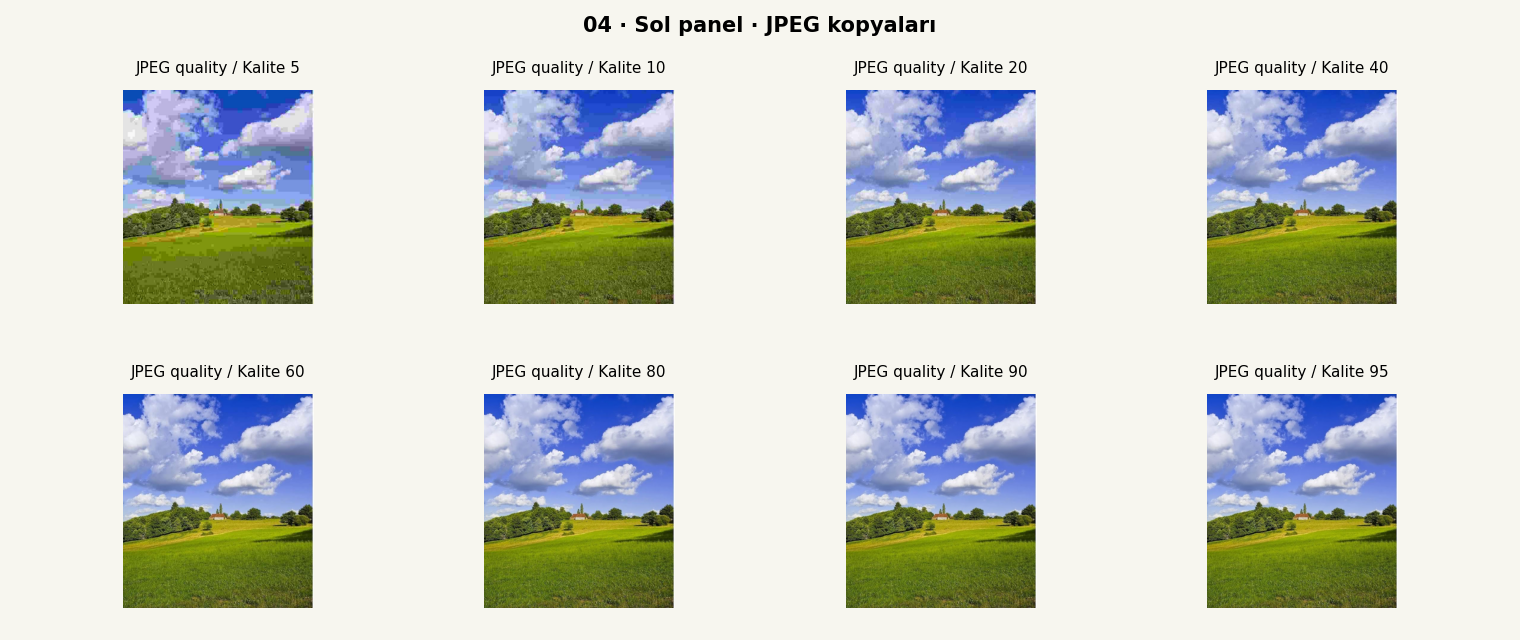 04 · Sol panel · JPEG kopyaları
JPEG quality / Kalite 5
JPEG quality / Kalite 10
JPEG quality / Kalite 20
JPEG quality / Kalite 40
JPEG quality / Kalite 60
JPEG quality / Kalite 80
JPEG quality / Kalite 90
JPEG quality / Kalite 95